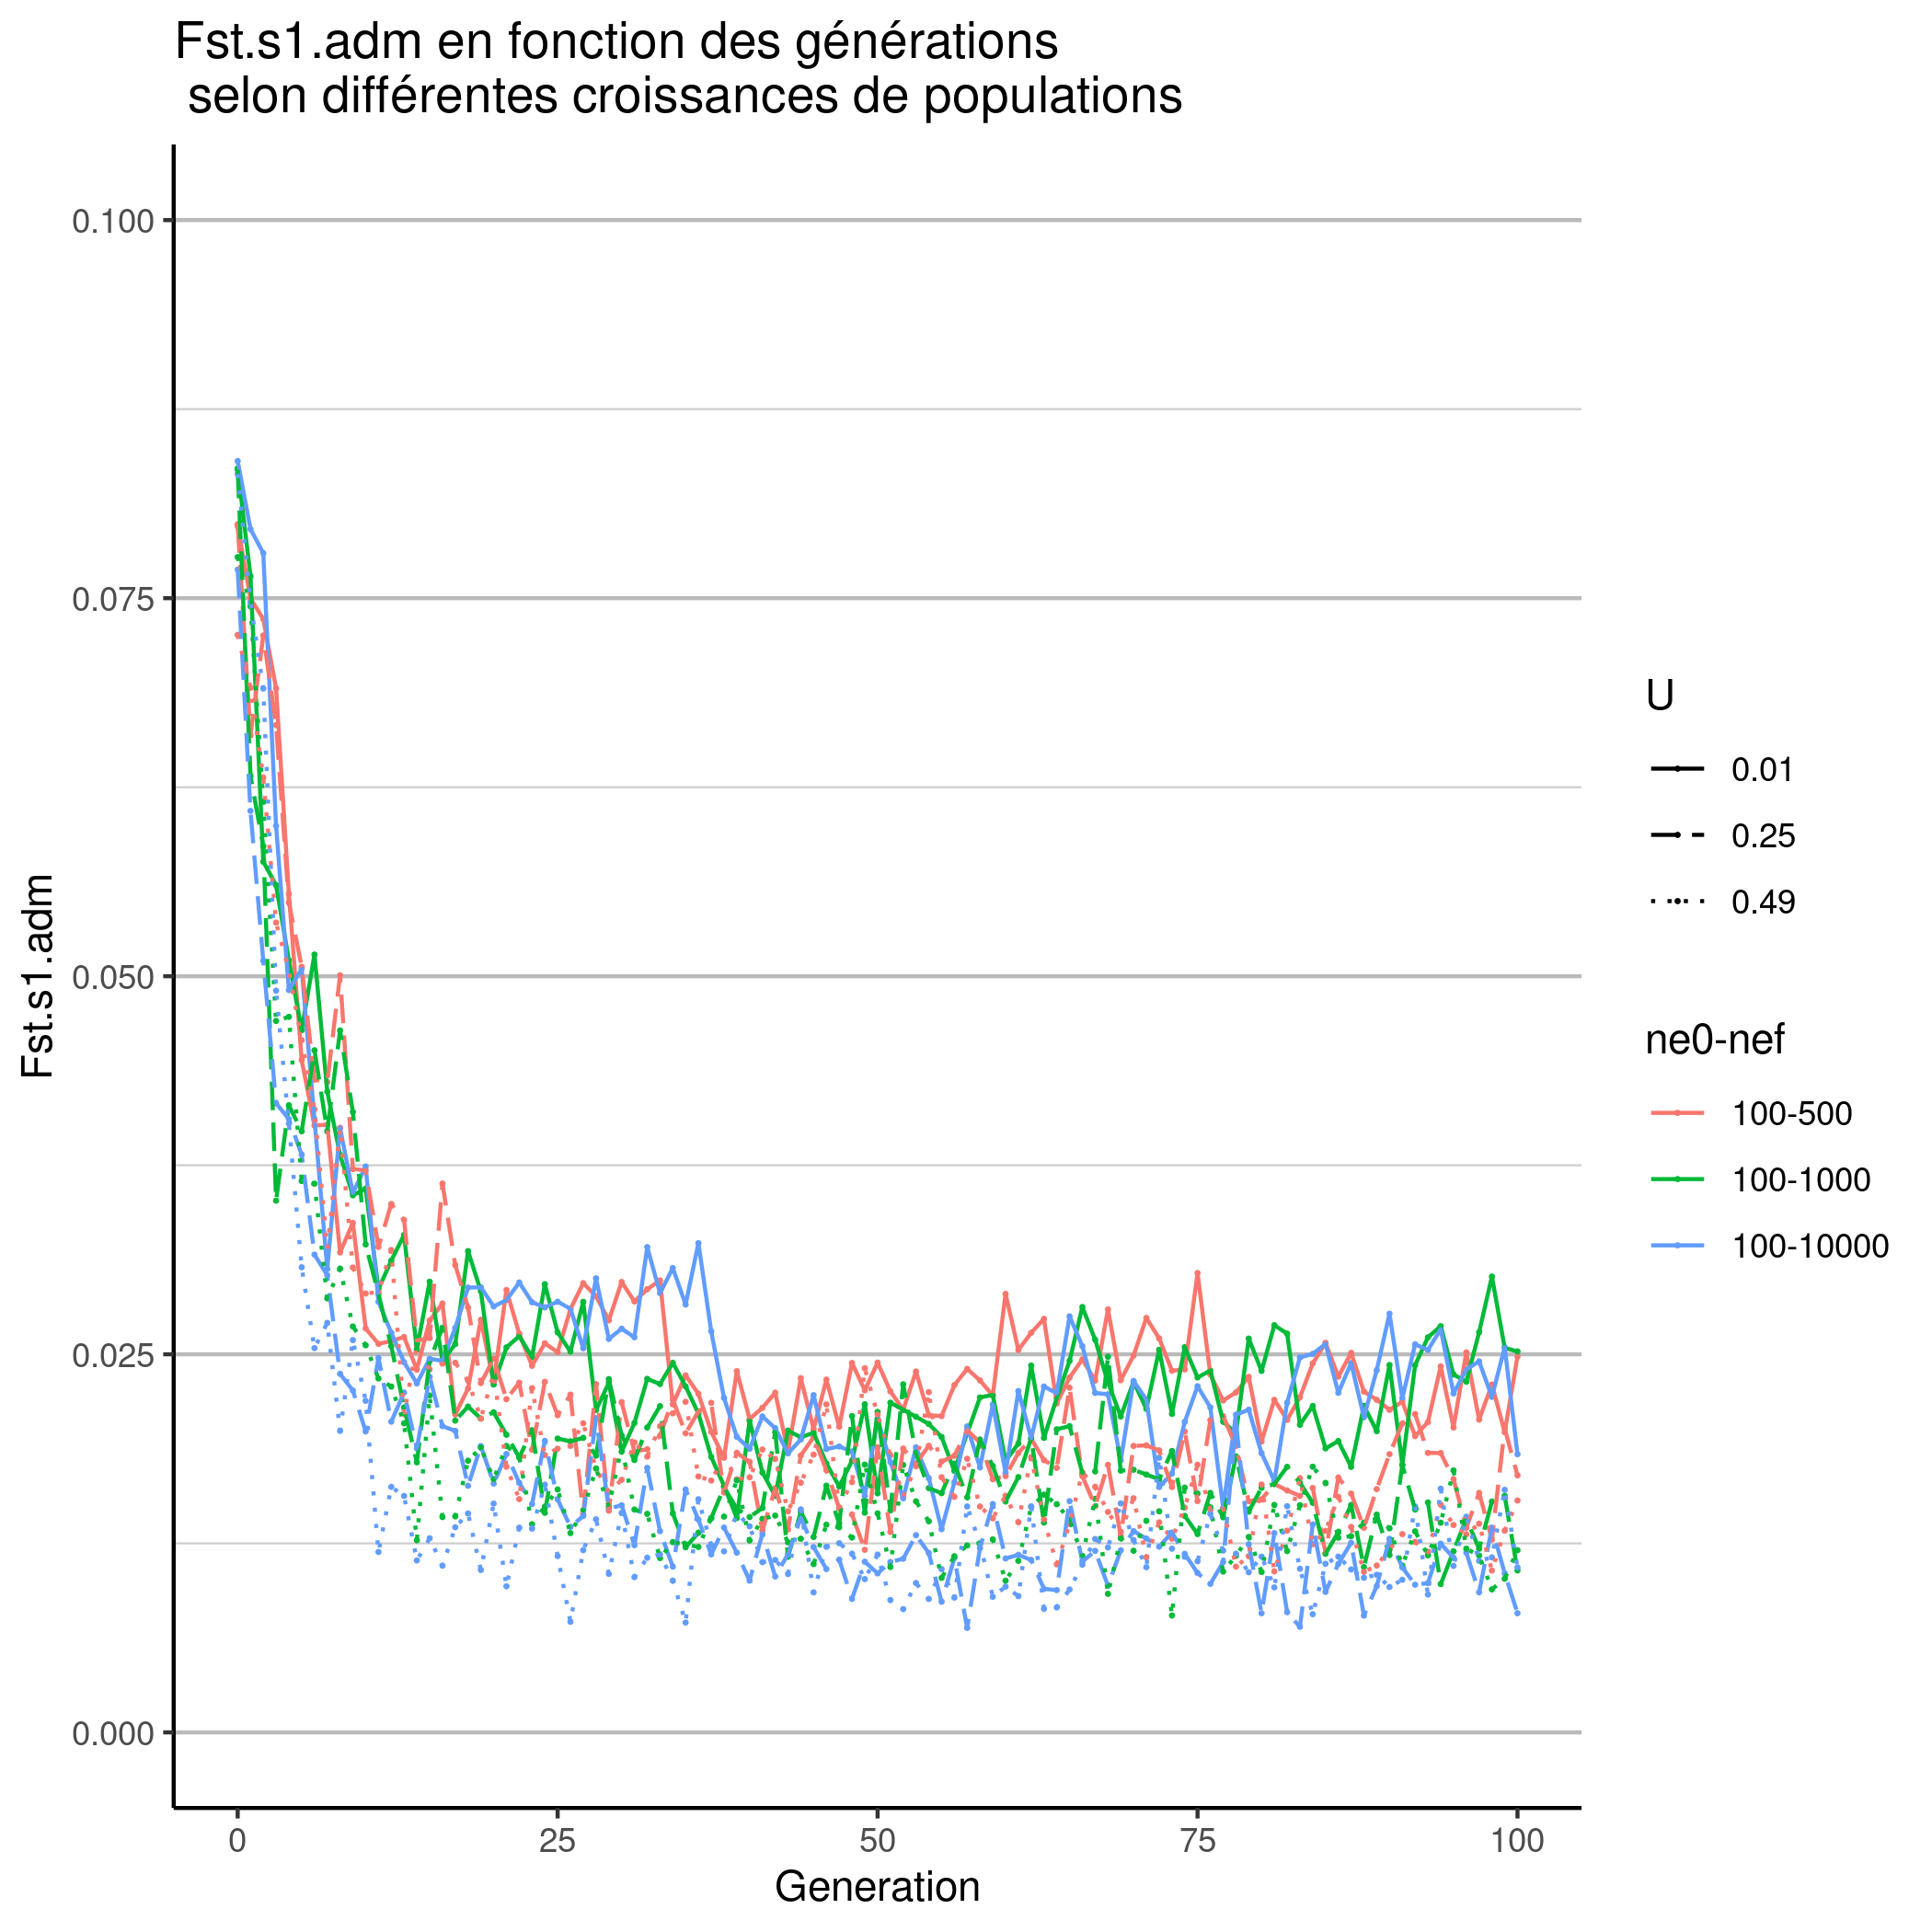 Fst.s1.adm en fonction des générations
selon différentes croissances de populations
0.100
0.075
0.050
0.025
0.000
Fst.s1.adm
0
25
50
75
100
Generation
U
0.01
0.25
0.49
ne0-nef
100-500
100-1000
100-10000